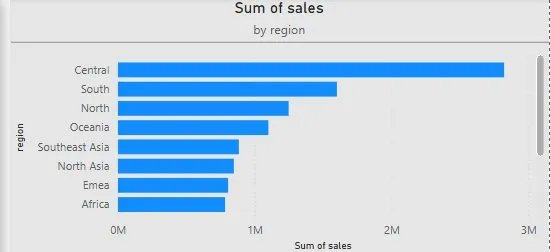 Sum of sales
by region
region
Central
South
North
Oceania
Southeast Asia
North Asia
Emea
Africa
0M 1M 2M 3M
Sum of sales